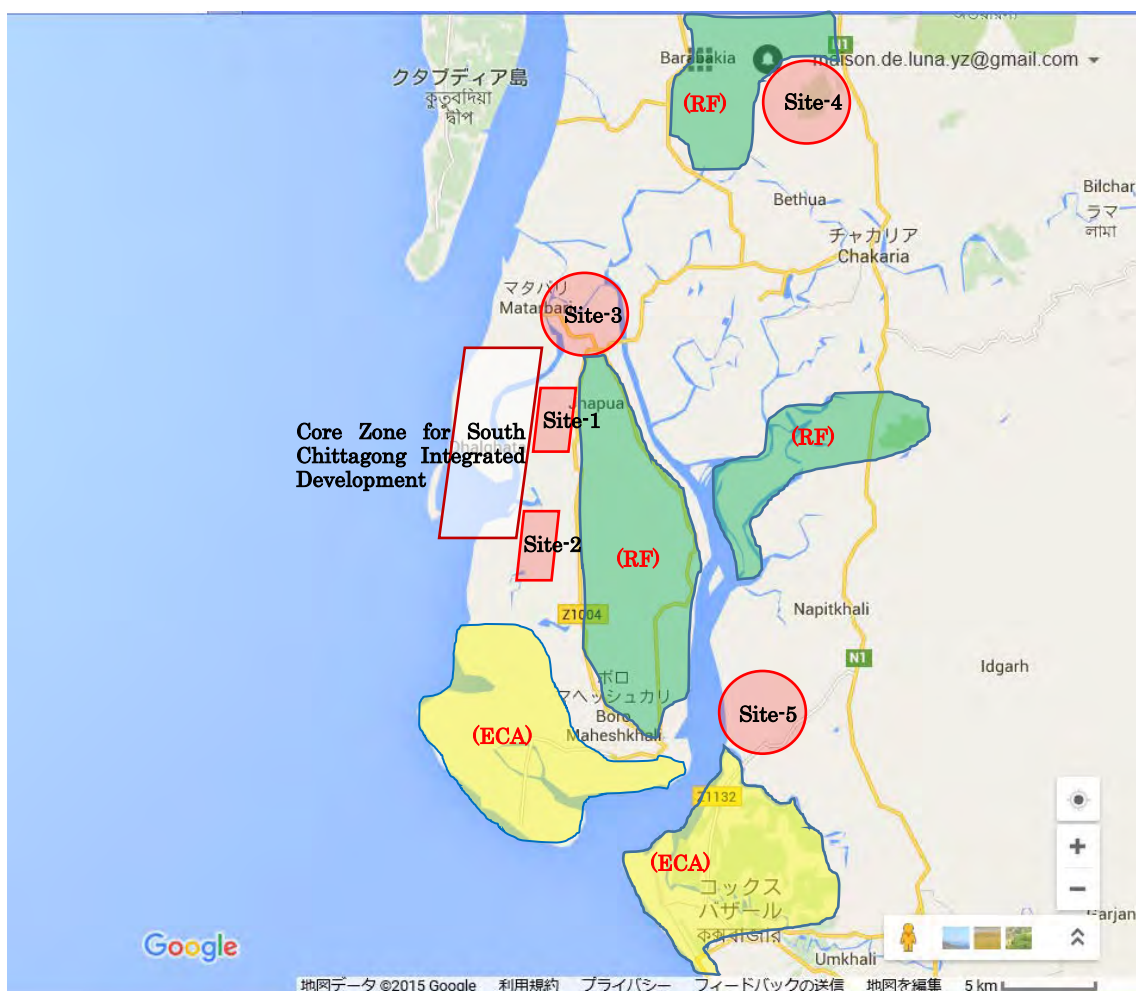 Barabakia
N1
maison.de.luna.yz@gmail.com
クタブディア島
কুতুবদিয়া
দ্বীপ
(RF)
Site-4
Bethua
Bilchar
ラマ
লামা
チャカリア
Chakaria
マタバリ
Matarbari
Site-3
Jhapua
Site-1
Core Zone for South
Chittagong Integrated
Development
Dhalghata
(RF)
Site-2
(RF)
Napitkhali
Z1004
N1
Idgarh
ボロ
マヘッシュカリ
Boro
Maheshkhali
Site-5
(ECA)
Z1132
(ECA)
コックス
バザール
কক্সবাজার
Garjan
Umkhali
Google
地図データ ©2015 Google 利用規約 プライバシー フィードバックの送信 地図を編集 5 km